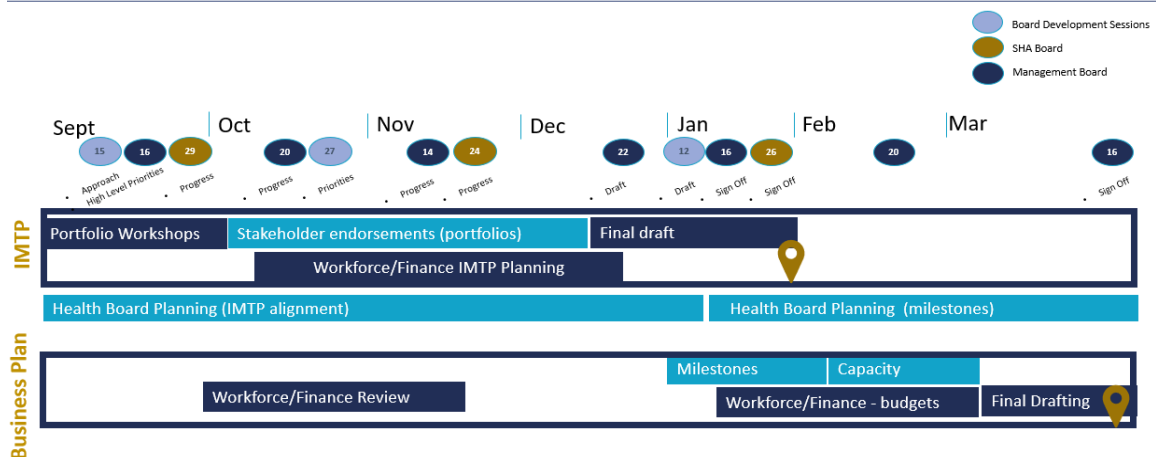 Board Development Sessions
SHA Board
Management Board
Sept
Oct
Nov
Dec
Jan
Feb
Mar
15
16
29
20
27
14
24
22
12
16
26
20
16
• Approach
• High Level Priorities
• Progress
• Progress
• Priorities
• Progress
• Progress
• Draft
• Draft
• Sign Off
• Sign Off
• Sign Off
IMTP
Portfolio Workshops
Stakeholder endorsements (portfolios)
Final draft
Workforce/Finance IMTP Planning
Health Board Planning (IMTP alignment)
Health Board Planning (milestones)
Business Plan
Milestones
Capacity
Workforce/Finance Review
Workforce/Finance - budgets
Final Drafting